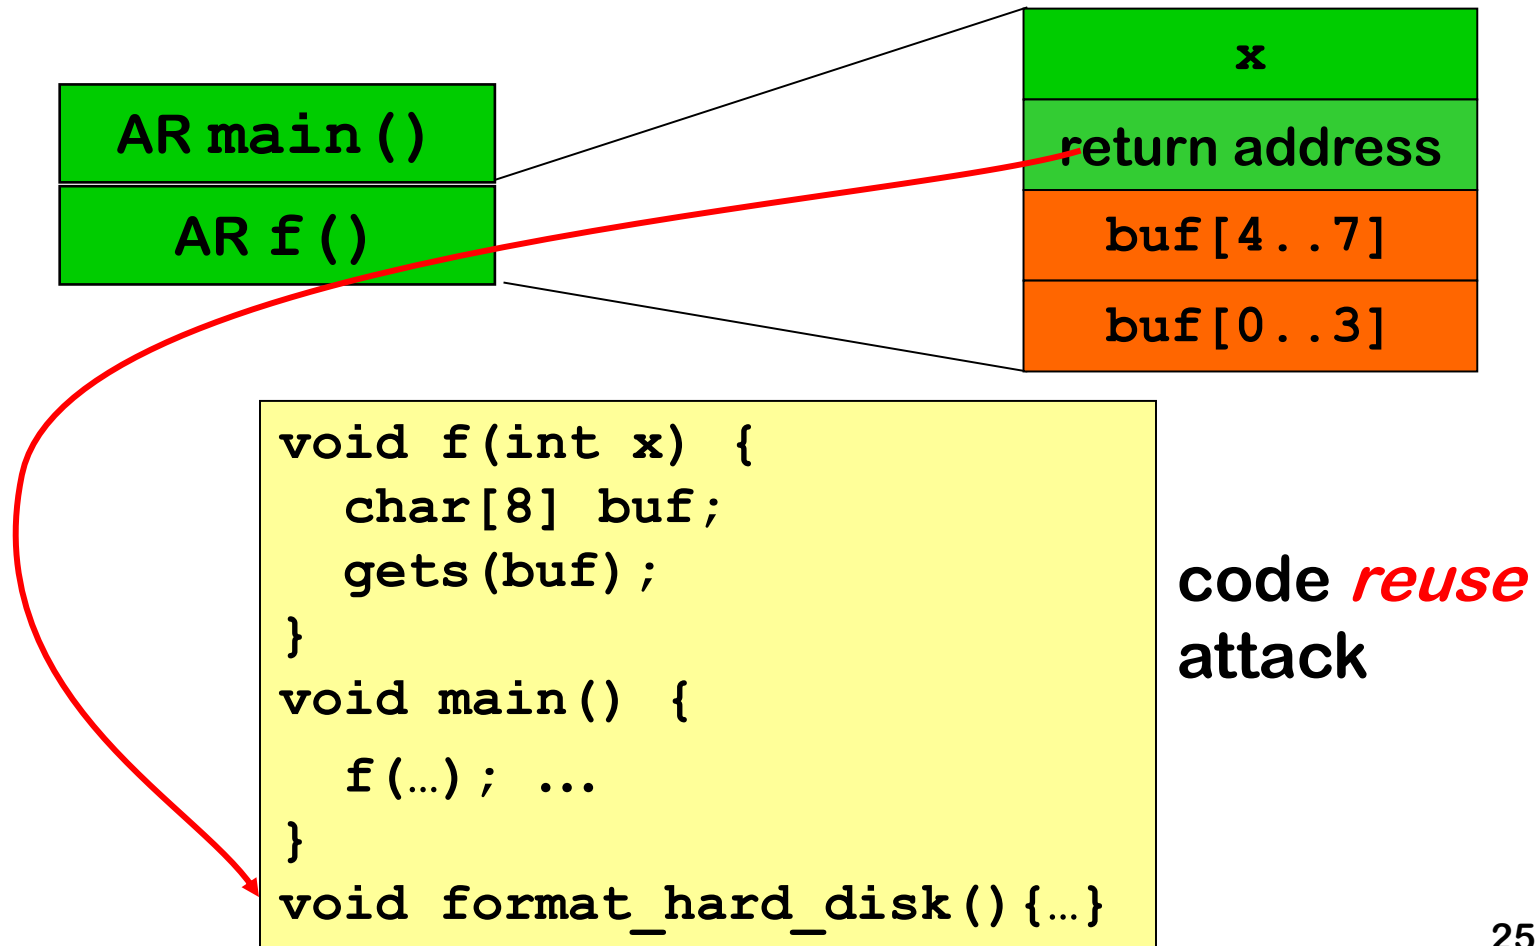 x
AR main()
return address
AR f()
buf[4..7]
buf[0..3]
void f(int x) {
char[8] buf;
gets(buf);
}
void main() {
f(…); ...
}
void format_hard_disk(){…}
code reuse
attack
25